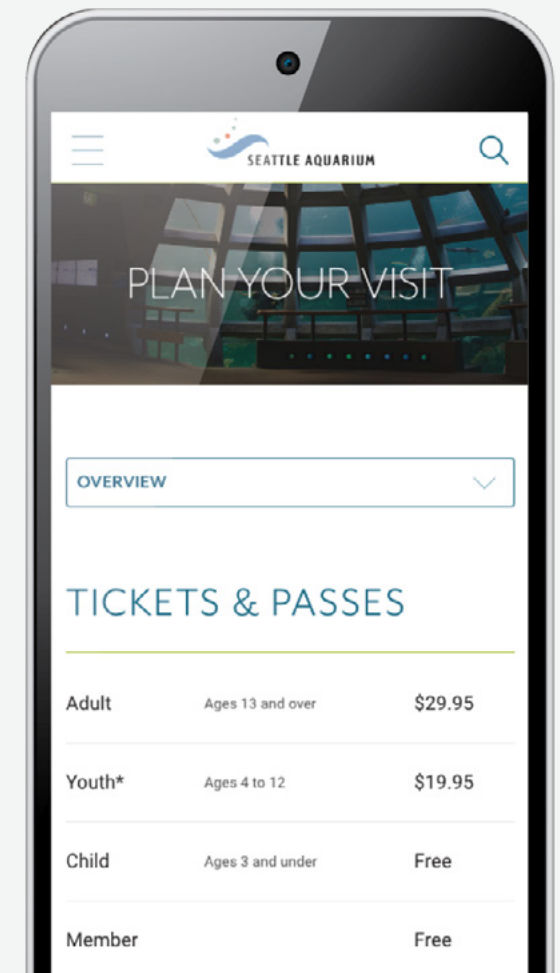 SEATTLE AQUARIUM
PLAN YOUR VISIT
OVERVIEW
TICKETS & PASSES
Adult Ages 13 and over $29.95
Youth* Ages 4 to 12 $19.95
Child Ages 3 and under Free
Member Free